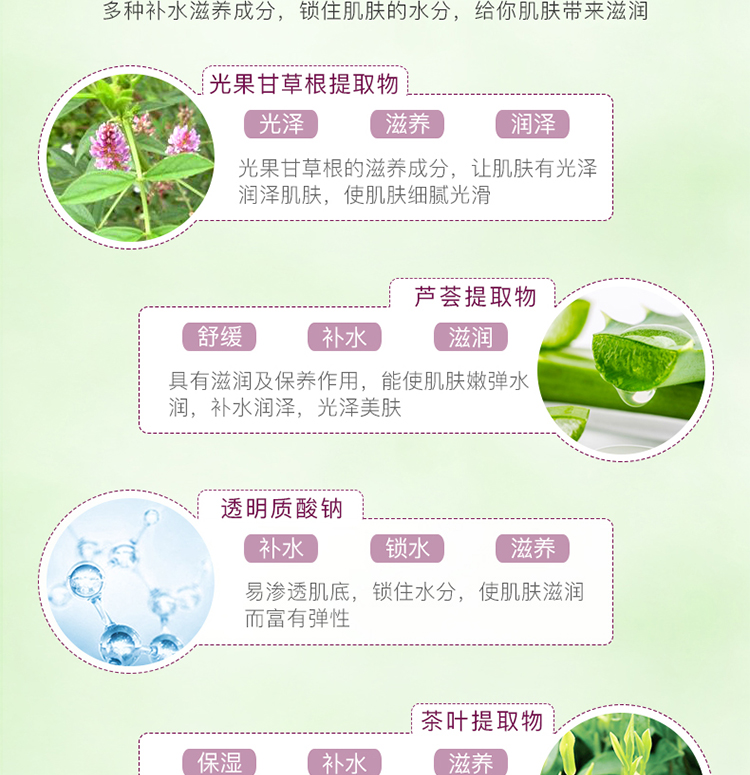 多种补水滋养成分，锁住肌肤的水分，给你肌肤带来滋润
光果甘草根提取物
光泽 滋养 润泽
光果甘草根的滋养成分，让肌肤有光泽
润泽肌肤，使肌肤细腻光滑
芦荟提取物
舒缓 补水 滋润
具有滋润及保养作用，能使肌肤嫩弹水
润，补水润泽，光泽美肤
透明质酸钠
补水 锁水 滋养
易渗透肌底，锁住水分，使肌肤滋润
而富有弹性
茶叶提取物
保湿 补水 滋养